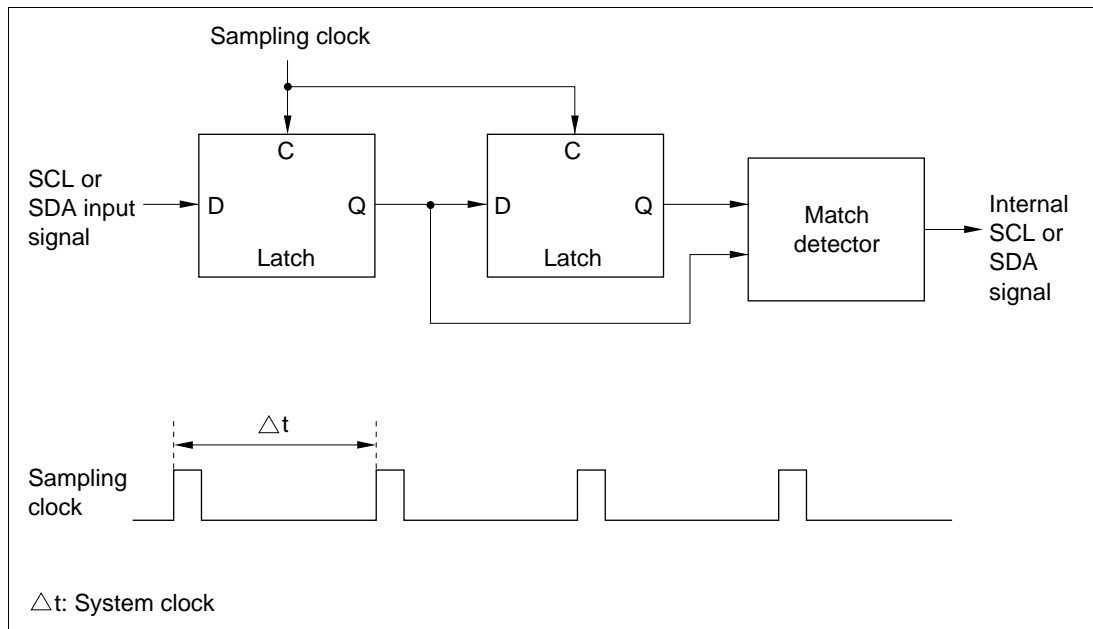 Sampling clock
C
C
SCL or
SDA input
signal
D
Q
D
Q
Latch
Latch
Match
detector
Internal
SCL or
SDA
signal
△t
Sampling
clock
△t: System clock